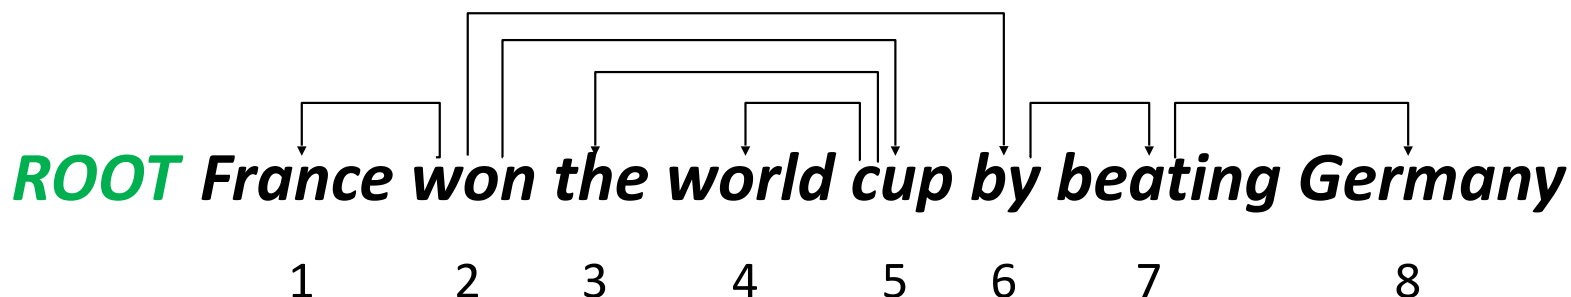 ROOT France won the world cup by beating Germany
1 2 3 4 5 6 7 8